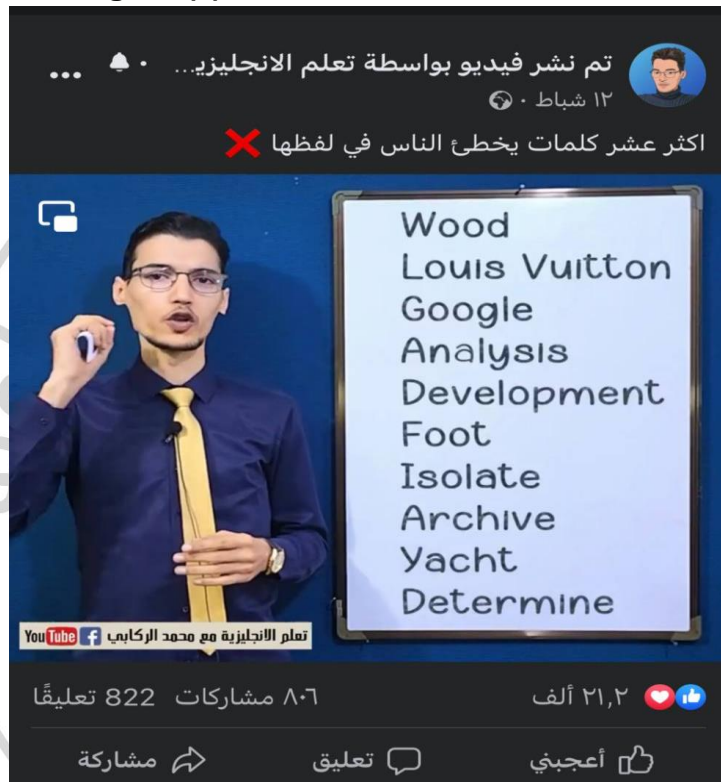 تم نشر فيديو بواسطة تعلم الانجليزيـ...
١٢ شباط ·
اكثر عشر كلمات يخطئ الناس في لفظها ❌
Wood
Louis Vuitton
Google
Analysis
Development
Foot
Isolate
Archive
Yacht
Determine
تعلم الانجليزية مع محمد الركابي f YouTube
٢١,٢ ألف
٨٠٦ مشاركات 822 تعليقًا
أعجبني
تعليق
مشاركة